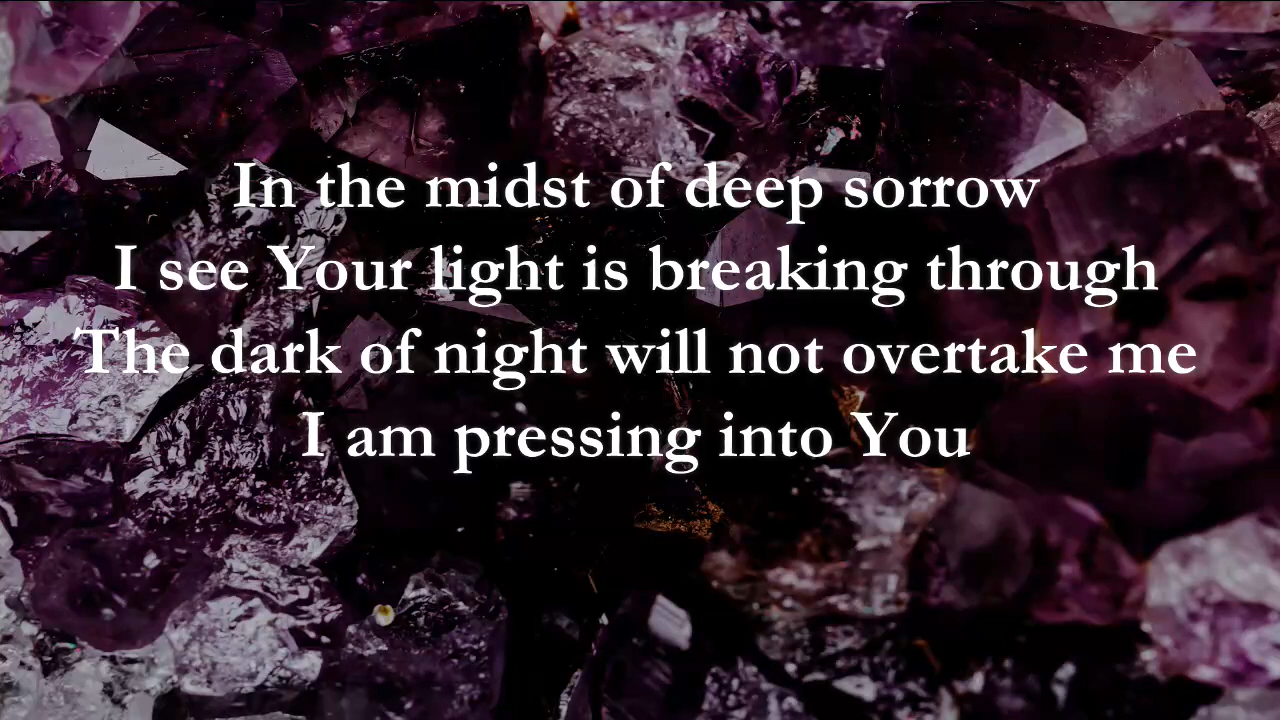 In the midst of deep sorrow
I see Your light is breaking through
The dark of night will not overtake me
I am pressing into You